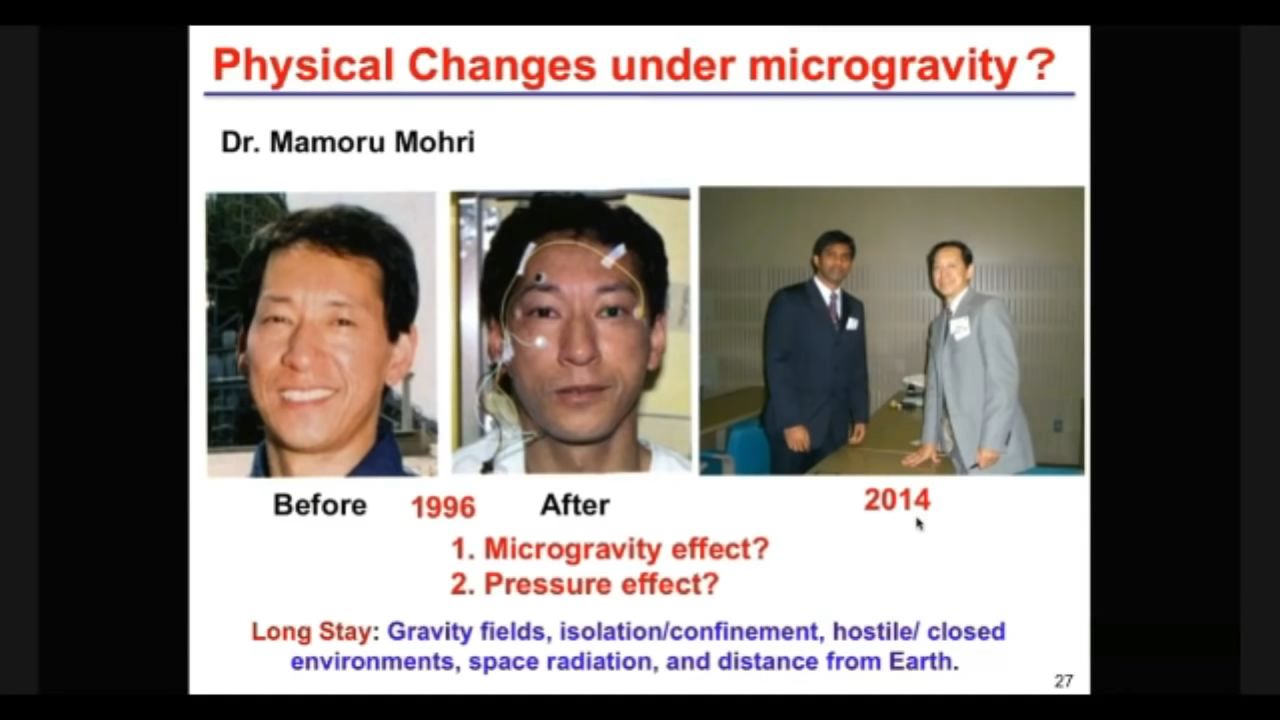 Physical Changes under microgravity ?
Dr. Mamoru Mohri
Before 1996 After 2014
1. Microgravity effect?
2. Pressure effect?
Long Stay: Gravity fields, isolation/confinement, hostile/ closed
environments, space radiation, and distance from Earth.
27